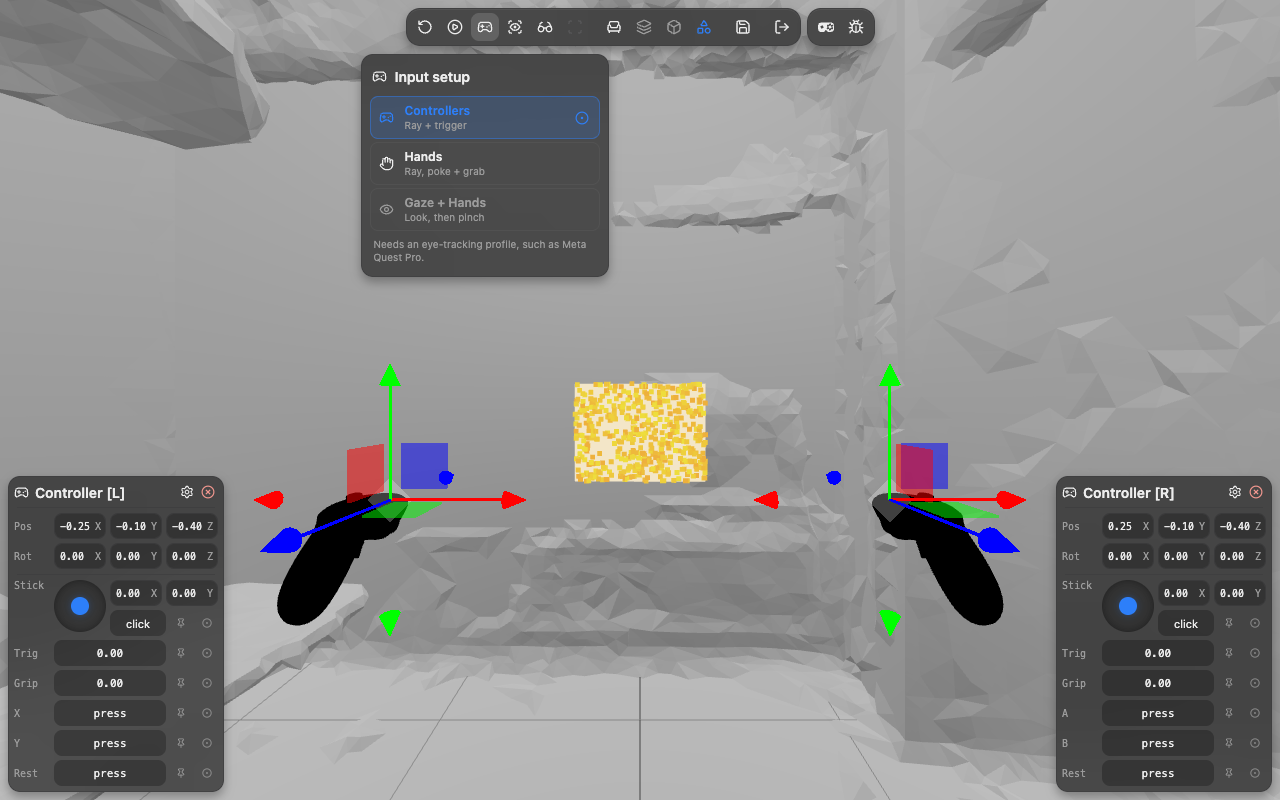 Input setup
Controllers
Ray + trigger
Hands
Ray, poke + grab
Gaze + Hands
Look, then pinch
Needs an eye-tracking profile, such as Meta
Quest Pro.
Controller [L]
Pos −0.25 X −0.10 Y −0.40 Z
Rot 0.00 X 0.00 Y 0.00 Z
Stick 0.00 X 0.00 Y
click
Trig 0.00
Grip 0.00
X press
Y press
Rest press
Controller [R]
Pos 0.25 X −0.10 Y −0.40 Z
Rot 0.00 X 0.00 Y 0.00 Z
Stick 0.00 X 0.00 Y
click
Trig 0.00
Grip 0.00
A press
B press
Rest press